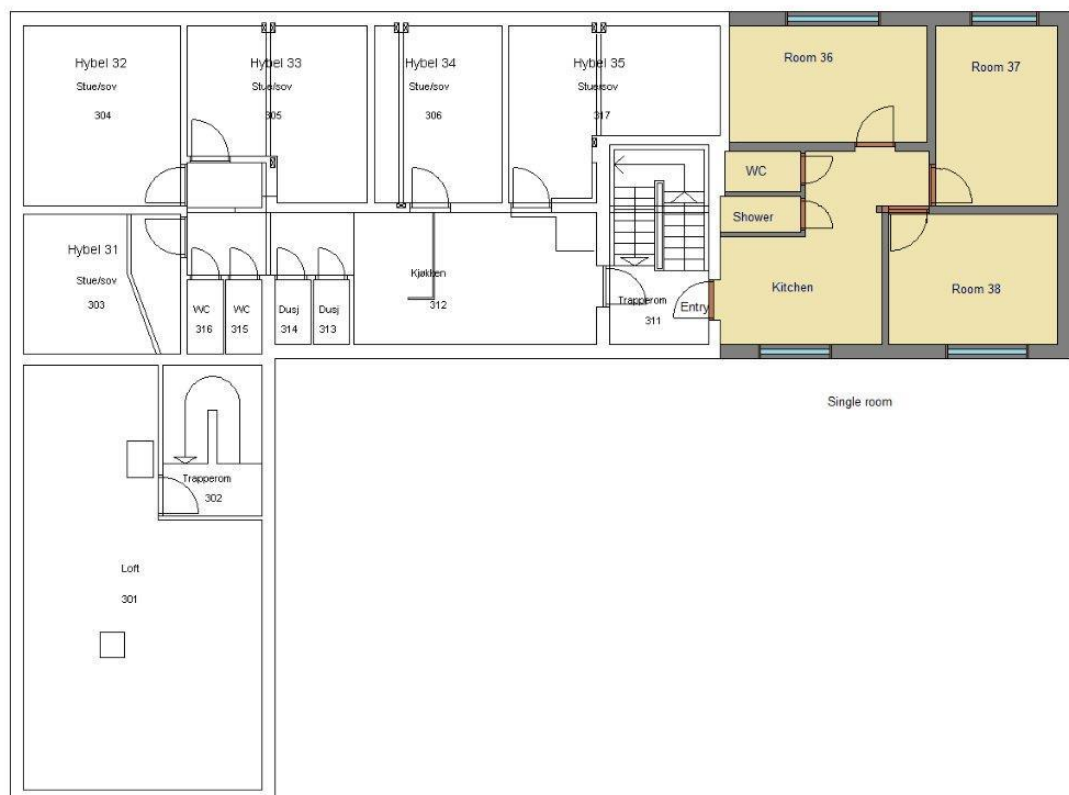 Hybel 32
Stue/sov
304
Hybel 33
Stue/sov
305
Hybel 34
Stue/sov
306
Hybel 35
Stue/sov
317
Room 36
Room 37
WC
Shower
Hybel 31
Stue/sov
303
WC
316
WC
315
Dusj
314
Dusj
313
Kjøkken
312
Trapperom
311
Entry
Kitchen
Room 38
Single room
Trapperom
302
Loft
301